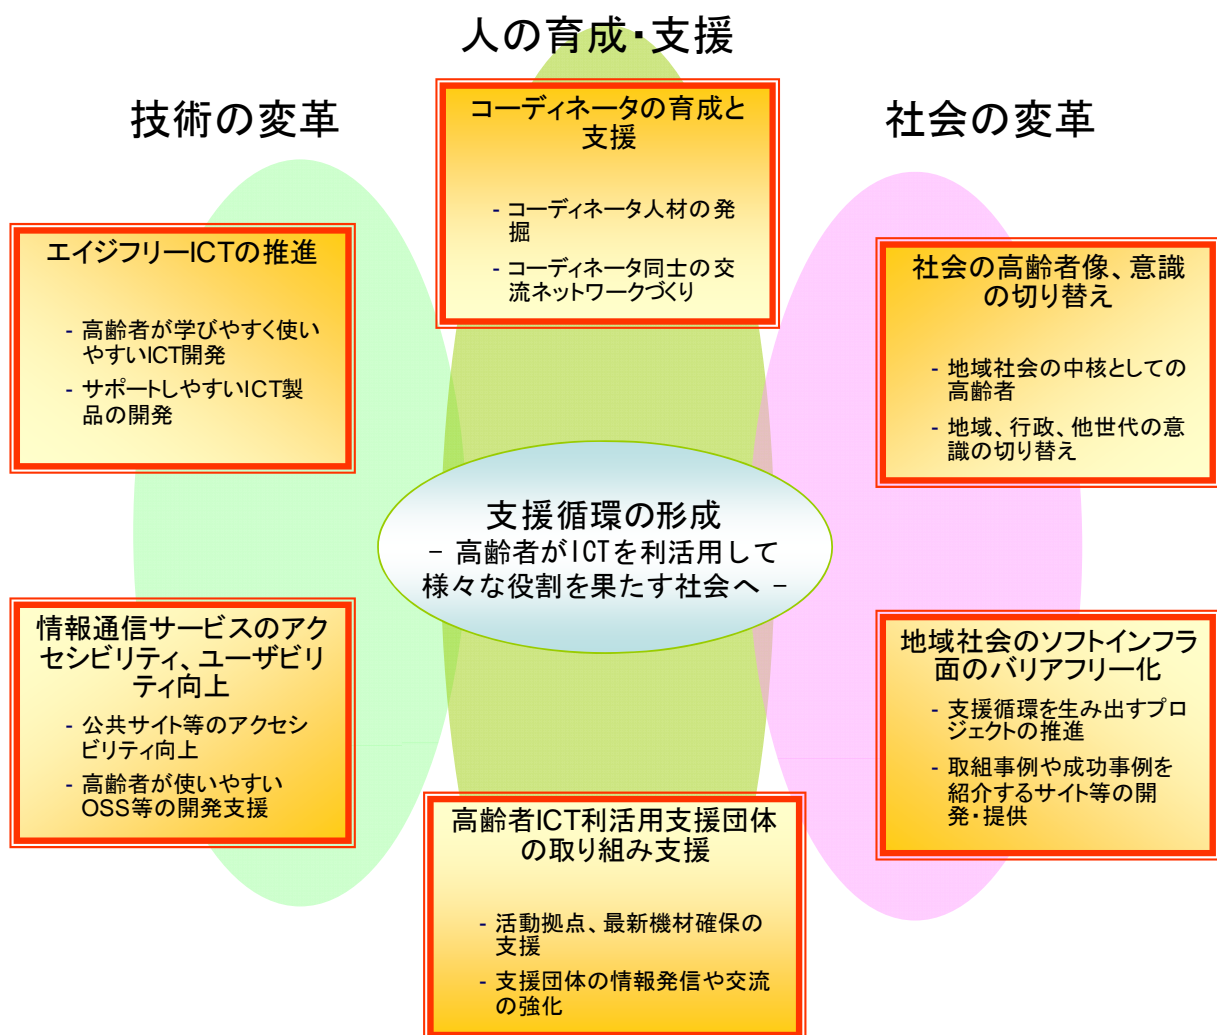 人の育成・支援
技術の変革
社会の変革
コーディネータの育成と
支援
- コーディネータ人材の発
掘
- コーディネータ同士の交
流ネットワークづくり
エイジフリーICTの推進
- 高齢者が学びやすく使い
やすいICT開発
- サポートしやすいICT製
品の開発
社会の高齢者像、意識
の切り替え
- 地域社会の中核としての
高齢者
- 地域、行政、他世代の意
識の切り替え
支援循環の形成
- 高齢者がICTを利活用して
様々な役割を果たす社会へ -
情報通信サービスのアク
セシビリティ、ユーザビリ
ティ向上
- 公共サイト等のアクセシ
ビリティ向上
- 高齢者が使いやすい
OSS等の開発支援
地域社会のソフトインフラ
面のバリアフリー化
- 支援循環を生み出すプロ
ジェクトの推進
- 取組事例や成功事例を
紹介するサイト等の開
発・提供
高齢者ICT利活用支援団体
の取り組み支援
- 活動拠点、最新機材確保の
支援
- 支援団体の情報発信や交流
の強化